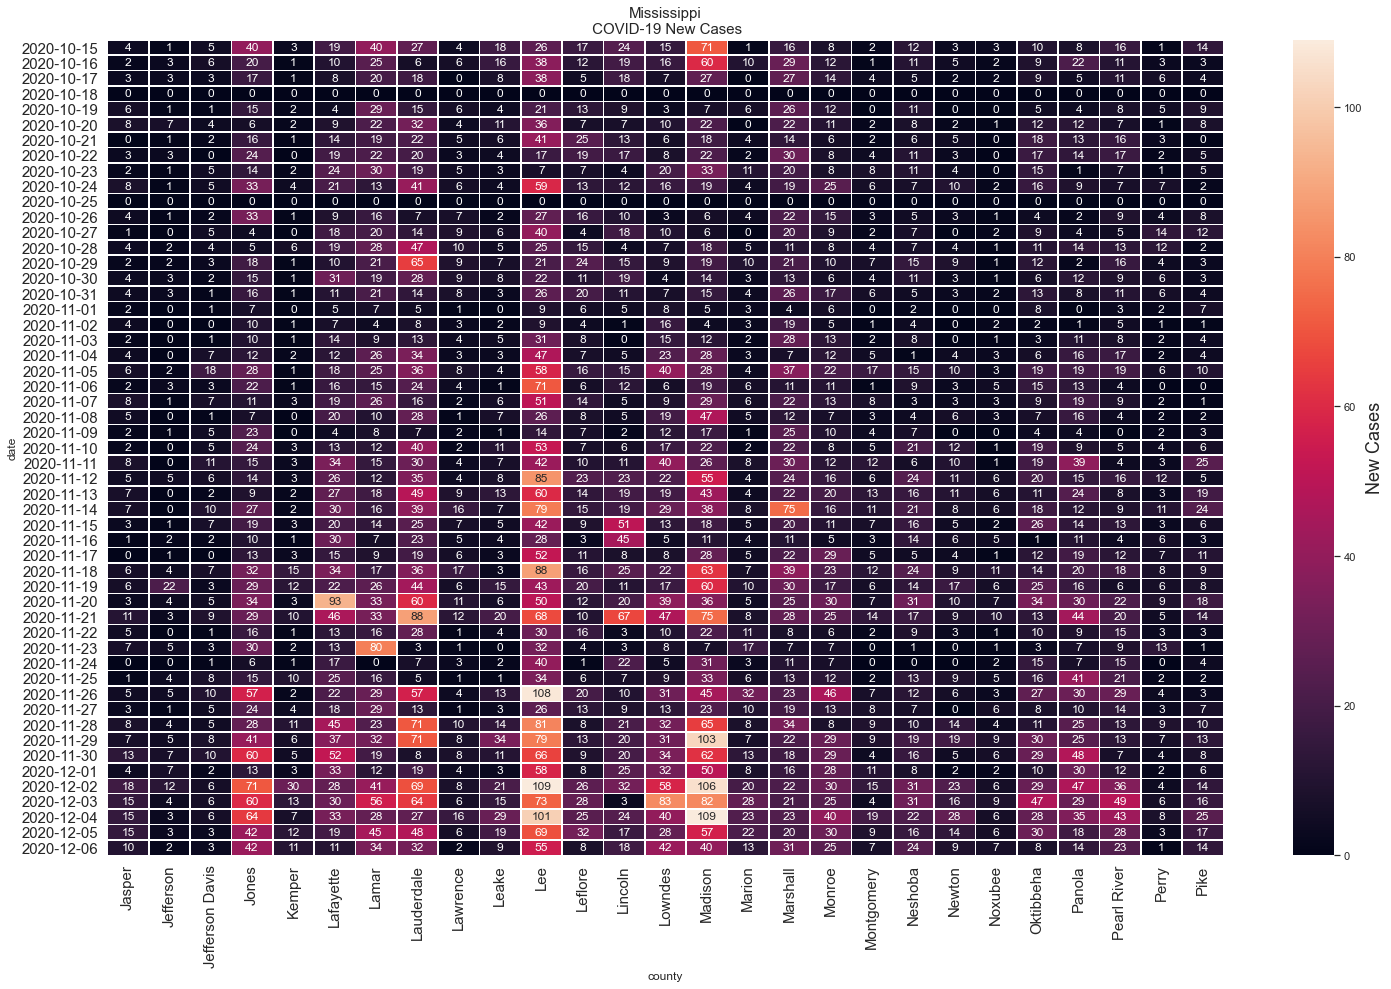 Mississippi
COVID-19 New Cases
2020-10-15 4 1 5 40 3 19 40 27 4 18 26 17 24 15 71 1 16 8 2 12 3 3 10 8 16 1 14
2020-10-16 2 3 6 20 1 10 25 6 6 16 38 12 19 16 60 10 29 12 1 11 5 2 9 22 11 3 3
2020-10-17 3 3 3 17 1 8 20 18 0 8 38 5 18 7 27 0 27 14 4 5 2 2 9 5 11 6 4
2020-10-18 0 0 0 0 0 0 0 0 0 0 0 0 0 0 0 0 0 0 0 0 0 0 0 0 0 0 0
2020-10-19 6 1 1 15 2 4 29 15 6 4 21 13 9 3 7 6 26 12 0 11 0 0 5 4 8 5 9
2020-10-20 8 7 4 6 2 9 22 32 4 11 36 7 7 10 22 0 22 11 2 8 2 1 12 12 7 1 8
2020-10-21 0 1 2 16 1 14 19 22 5 6 41 25 13 6 18 4 14 6 2 6 5 0 18 13 16 3 0
2020-10-22 3 3 0 24 0 19 22 20 3 4 17 19 17 8 22 2 30 8 4 11 3 0 17 14 17 2 5
2020-10-23 2 1 5 14 2 24 30 19 5 3 7 7 4 20 33 11 20 8 8 11 4 0 15 1 7 1 5
2020-10-24 8 1 5 33 4 21 13 41 6 4 59 13 12 16 19 4 19 25 6 7 10 2 16 9 7 7 2
2020-10-25 0 0 0 0 0 0 0 0 0 0 0 0 0 0 0 0 0 0 0 0 0 0 0 0 0 0 0
2020-10-26 4 1 2 33 1 9 16 7 7 2 27 16 10 3 6 4 22 15 3 5 3 1 4 2 9 4 8
2020-10-27 1 0 5 4 0 18 20 14 9 6 40 4 18 10 6 0 20 9 2 7 0 2 9 4 5 14 12
2020-10-28 4 2 4 5 6 19 28 47 10 5 25 15 4 7 18 5 11 8 4 7 4 1 11 14 13 12 2
2020-10-29 2 2 3 18 1 10 21 65 9 7 21 24 15 9 19 10 21 10 7 15 9 1 12 2 16 4 3
2020-10-30 4 3 2 15 1 31 19 28 9 8 22 11 19 4 14 3 13 6 4 11 3 1 6 12 9 6 3
2020-10-31 4 3 1 16 1 11 21 14 8 3 26 20 11 7 15 4 26 17 6 5 3 2 13 8 11 6 4
2020-11-01 2 0 1 7 0 5 7 5 1 0 9 6 5 8 5 3 4 6 0 2 0 0 8 0 3 2 7
2020-11-02 4 0 0 10 1 7 4 8 3 2 9 4 1 16 4 3 19 5 1 4 0 2 2 1 5 1 1
2020-11-03 2 0 1 10 1 14 9 13 4 5 31 8 0 15 12 2 28 13 2 8 0 1 3 11 8 2 4
2020-11-04 4 0 7 12 2 12 26 34 3 3 47 7 5 23 28 3 7 12 5 1 4 3 6 16 17 2 4
2020-11-05 6 2 18 28 1 18 25 36 8 4 58 16 15 40 28 4 37 22 17 15 10 3 19 19 19 6 10
2020-11-06 2 3 3 22 1 16 15 24 4 1 71 6 12 6 19 6 11 11 1 9 3 5 15 13 4 0 0
2020-11-07 8 1 7 11 3 19 26 16 2 6 51 14 5 9 29 6 22 13 8 3 3 3 9 19 9 2 1
2020-11-08 5 0 1 7 0 20 10 28 1 7 26 8 5 19 47 5 12 7 3 4 6 3 7 16 4 2 2
2020-11-09 2 1 5 23 0 4 8 7 2 1 14 7 2 12 17 1 25 10 4 7 0 0 4 4 0 2 3
2020-11-10 2 0 5 24 3 13 12 40 2 11 53 7 6 17 22 2 22 8 5 21 12 1 19 9 5 4 6
2020-11-11 8 0 11 15 3 34 15 30 4 7 42 10 11 40 26 8 30 12 12 6 10 1 19 39 4 3 25
2020-11-12 5 5 6 14 3 26 12 35 4 8 85 23 23 22 55 4 24 16 6 24 11 6 20 15 16 12 5
2020-11-13 7 0 2 9 2 27 18 49 9 13 60 14 19 19 43 4 22 20 13 16 11 6 11 24 8 3 19
2020-11-14 7 0 10 27 2 30 16 39 16 7 79 15 19 29 38 8 75 16 11 21 8 6 18 12 9 11 24
2020-11-15 3 1 7 19 3 20 14 25 7 5 42 9 51 13 18 5 20 11 7 16 5 2 26 14 13 3 6
2020-11-16 1 2 2 10 1 30 7 23 5 4 28 3 45 5 11 4 11 5 3 14 6 5 1 11 4 6 3
2020-11-17 0 1 0 13 3 15 9 19 6 3 52 11 8 8 28 5 22 29 5 5 4 1 12 19 12 7 11
2020-11-18 6 4 7 32 15 34 17 36 17 3 88 16 25 22 63 7 39 23 12 24 9 11 14 20 18 8 9
2020-11-19 6 22 3 29 12 22 26 44 6 15 43 20 11 17 60 10 30 17 6 14 17 6 25 16 6 6 8
2020-11-20 3 4 5 34 3 93 33 60 11 6 50 12 20 39 36 5 25 30 7 31 10 7 34 30 22 9 18
2020-11-21 11 3 9 29 10 46 33 88 12 20 68 10 67 47 75 8 28 25 14 17 9 10 13 44 20 5 14
2020-11-22 5 0 1 16 1 13 16 28 1 4 30 16 3 10 22 11 8 6 2 9 3 1 10 9 15 3 3
2020-11-23 7 5 3 30 2 13 80 3 1 0 32 4 3 8 7 17 7 7 0 1 0 1 3 7 9 13 1
2020-11-24 0 0 1 6 1 17 0 7 3 2 40 1 22 5 31 3 11 7 0 0 0 2 15 7 15 0 4
2020-11-25 1 4 8 15 10 25 16 5 1 1 34 6 7 9 33 6 13 12 2 13 9 5 16 41 21 2 2
2020-11-26 5 5 10 57 2 22 29 57 4 13 108 20 10 31 45 32 23 46 7 12 6 3 27 30 29 4 3
2020-11-27 3 1 5 24 4 18 29 13 1 3 26 13 9 13 23 10 19 13 8 7 0 6 8 10 14 3 7
2020-11-28 8 4 5 28 11 45 23 71 10 14 81 8 21 32 65 8 34 8 9 10 14 4 11 25 13 9 10
2020-11-29 7 5 8 41 6 37 32 71 8 34 79 13 20 31 103 7 22 29 9 19 19 9 30 25 13 7 13
2020-11-30 13 7 10 60 7 52 19 8 8 11 66 9 20 34 62 13 18 29 4 16 5 6 29 48 7 4 8
2020-12-01 4 7 2 13 3 33 12 19 4 3 58 8 25 32 50 8 16 28 11 8 2 2 10 30 12 2 6
2020-12-02 18 12 6 71 30 28 41 69 8 21 109 26 32 58 106 20 22 30 15 31 23 6 29 47 36 4 14
2020-12-03 15 4 6 60 13 30 56 64 6 15 73 28 3 83 82 28 21 25 4 31 16 9 47 29 49 6 16
2020-12-04 15 3 6 64 7 33 28 27 16 29 101 25 24 40 109 23 23 40 19 22 28 6 28 35 43 8 25
2020-12-05 15 3 3 42 12 19 45 48 6 19 69 32 17 28 57 22 20 30 9 16 14 6 30 18 28 3 17
2020-12-06 10 2 3 42 11 11 34 32 2 9 55 8 18 42 40 13 31 25 7 24 9 7 8 14 23 1 14
date
Jasper
Jefferson
Jefferson Davis
Jones
Kemper
Lafayette
Lamar
Lauderdale
Lawrence
Leake
Lee
Leflore
Lincoln
Lowndes
Madison
Marion
Marshall
Monroe
Montgomery
Neshoba
Newton
Noxubee
Oktibbeha
Panola
Pearl River
Perry
Pike
county
100
80
60
40
20
0
New Cases